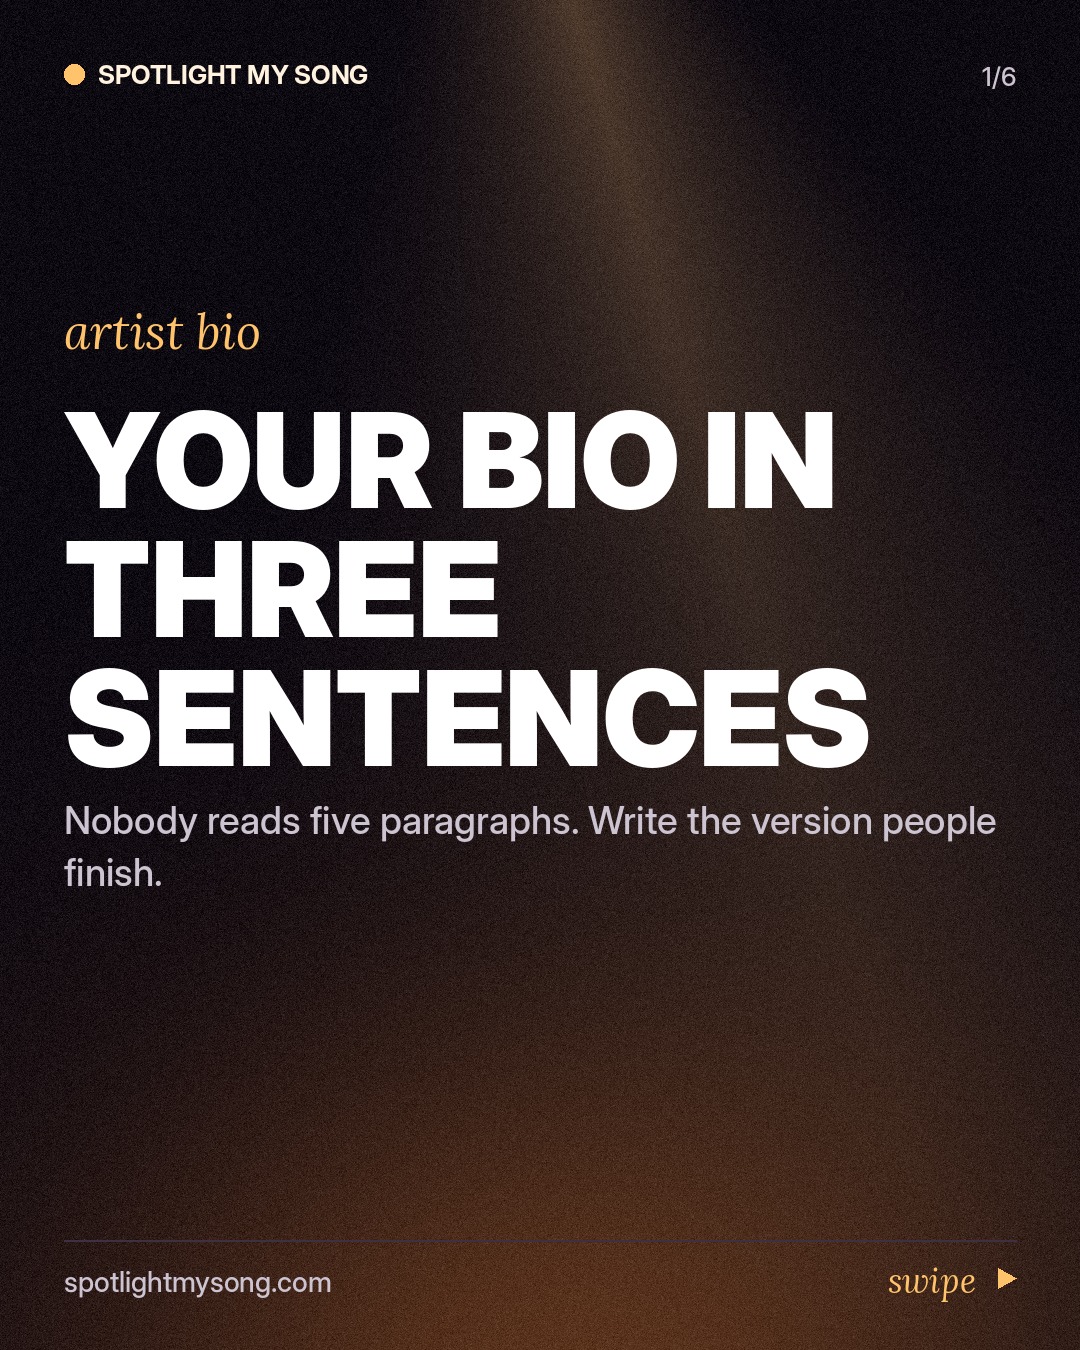 SPOTLIGHT MY SONG
1/6
artist bio
YOUR BIO IN
THREE
SENTENCES
Nobody reads five paragraphs. Write the version people
finish.
spotlightmysong.com
swipe